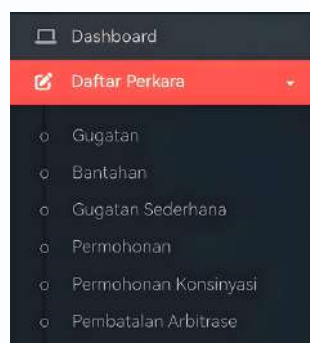 Dashboard
Daftar Perkara
Gugatan
Bantahan
Gugatan Sederhana
Permohonan
Permohonan Konsinyasi
Pembatalan Arbitrase